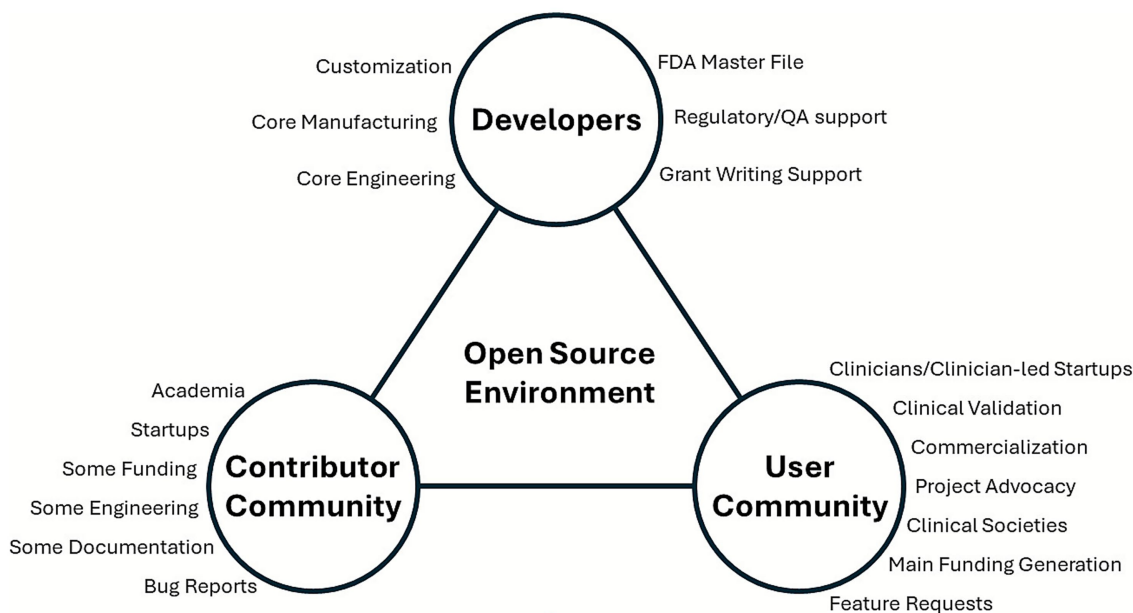 Customization
Core Manufacturing
Core Engineering
Developers
FDA Master File
Regulatory/QA support
Grant Writing Support
Open Source
Environment
Academia
Startups
Some Funding
Some Engineering
Some Documentation
Bug Reports
Contributor
Community
User
Community
Clinicians/Clinician-led Startups
Clinical Validation
Commercialization
Project Advocacy
Clinical Societies
Main Funding Generation
Feature Requests